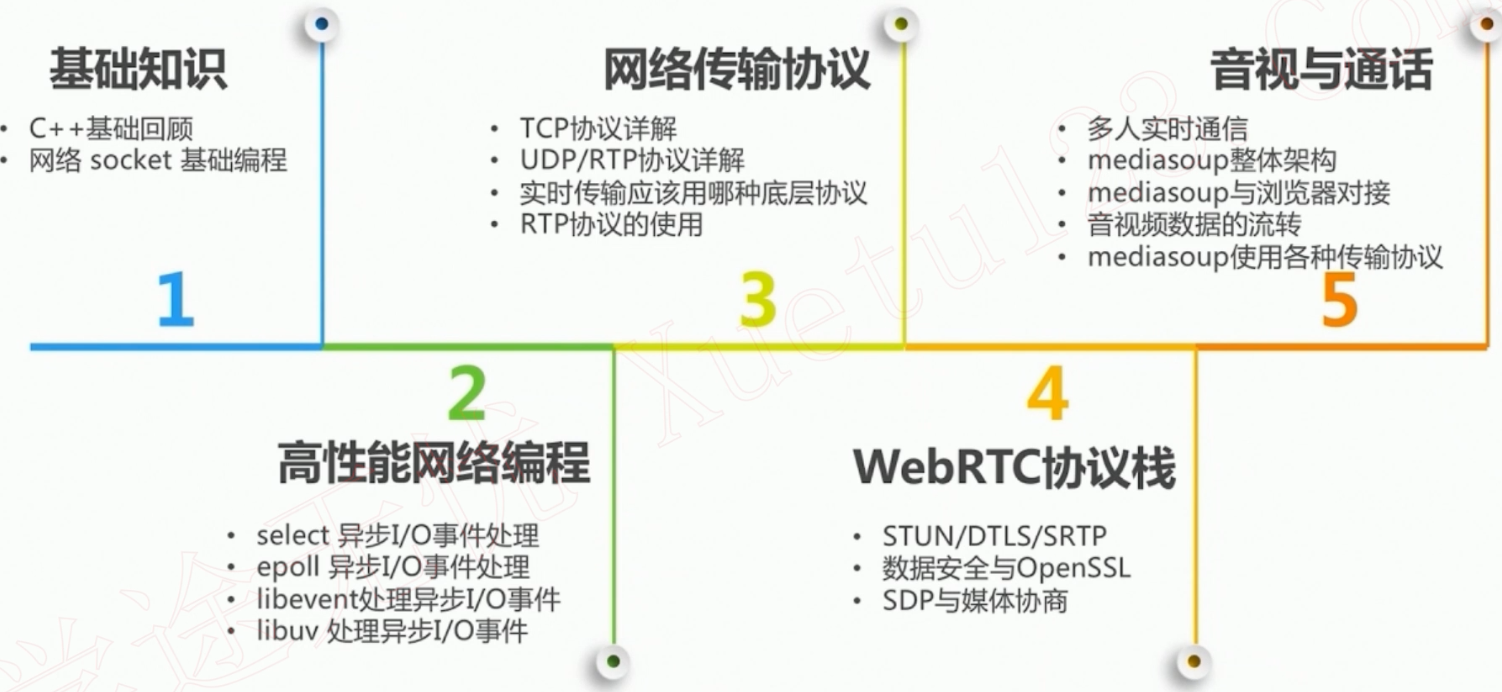 基础知识
• C++基础回顾
• 网络 socket 基础编程
1
2
高性能网络编程
• select 异步I/O事件处理
• epoll 异步I/O事件处理
• libevent处理异步I/O事件
• libuv 处理异步I/O事件
网络传输协议
• TCP协议详解
• UDP/RTP协议详解
• 实时传输应该用哪种底层协议
• RTP协议的使用
3
4
WebRTC协议栈
• STUN/DTLS/SRTP
• 数据安全与OpenSSL
• SDP与媒体协商
音视与通话
• 多人实时通信
• mediasoup整体架构
• mediasoup与浏览器对接
• 音视频数据的流转
• mediasoup使用各种传输协议
5
学途无忧 Xuetu123.Com